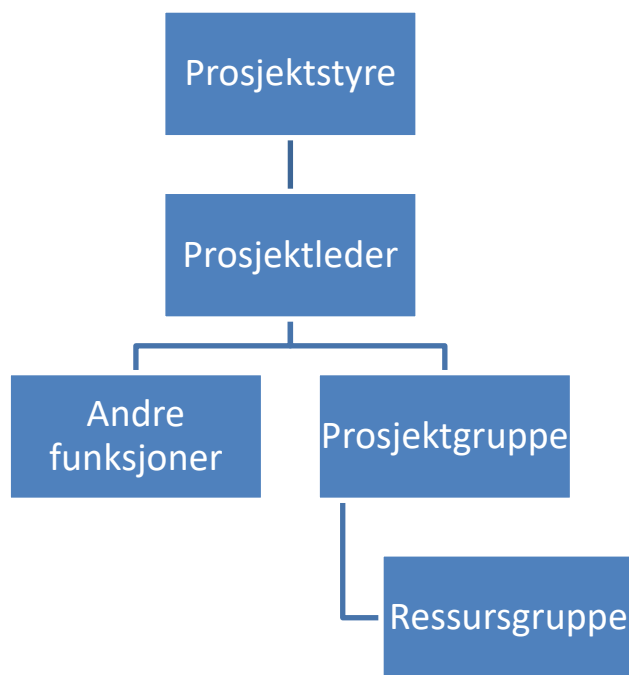 Prosjektstyre
Prosjektleder
Andre
funksjoner
Prosjektgruppe
Ressursgruppe